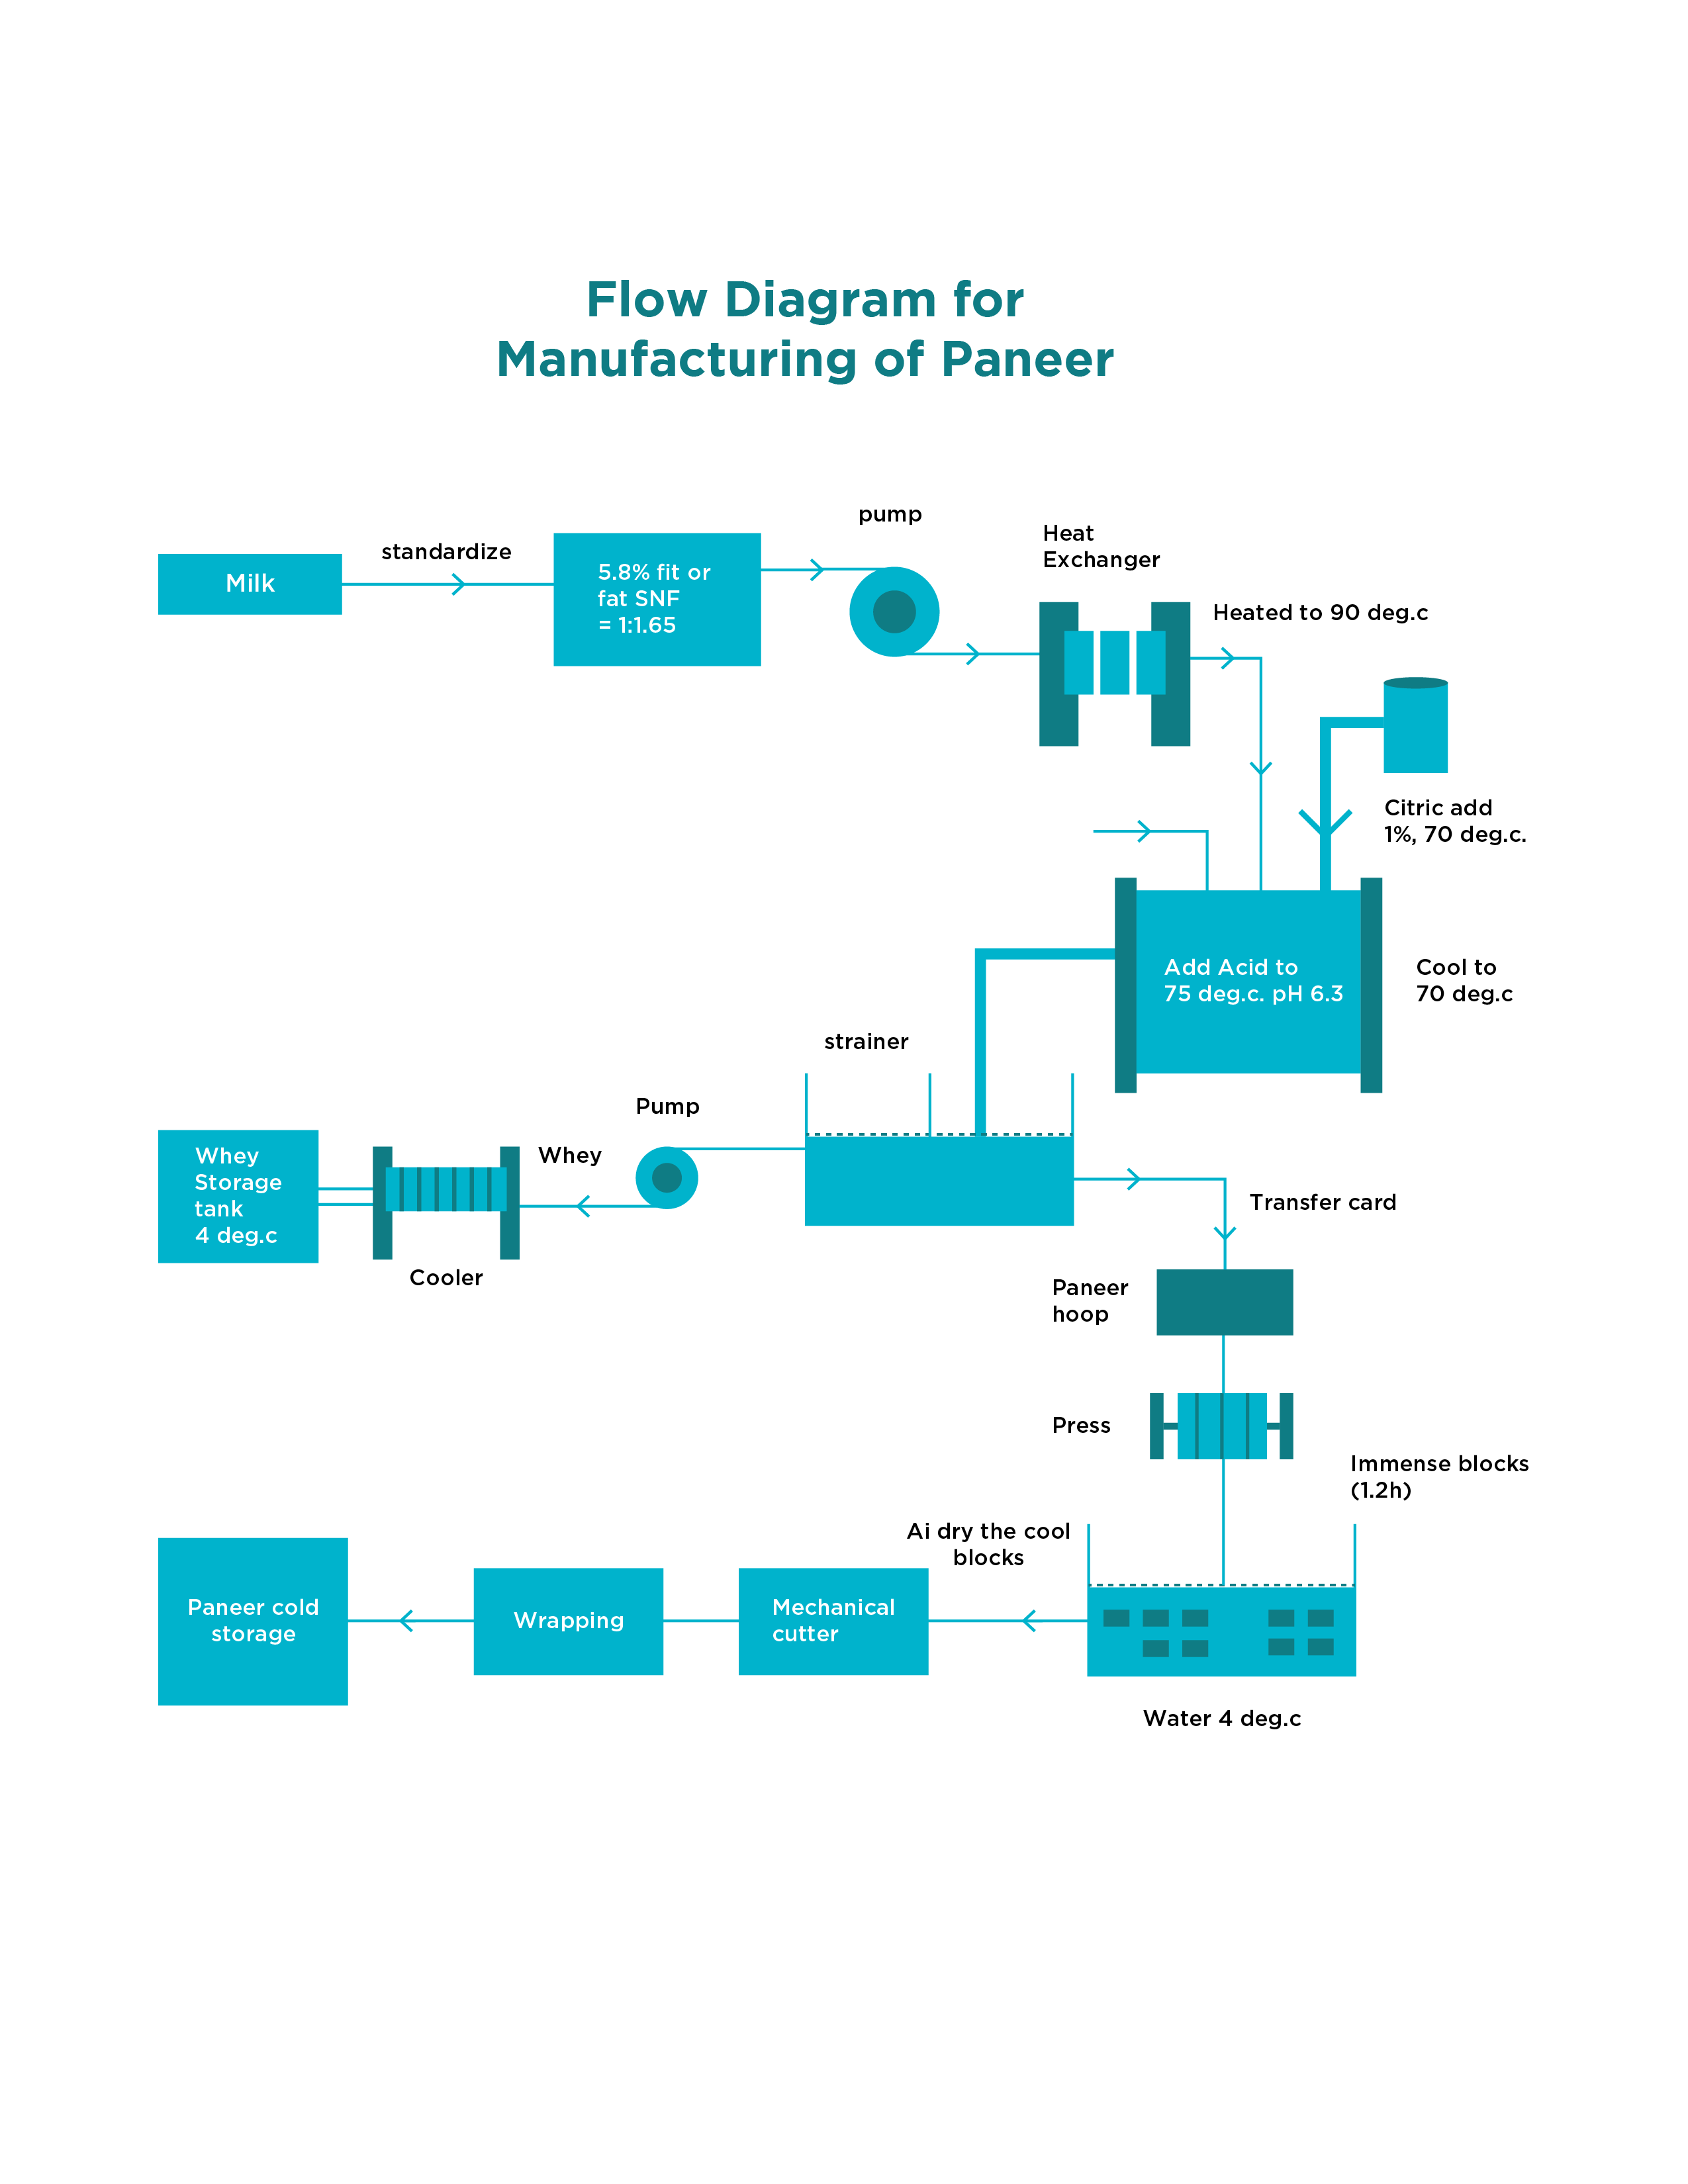 Flow Diagram for
Manufacturing of Paneer
pump
Heat
Exchanger
standardize
Milk
5.8% fit or
fat SNF
= 1:1.65
Heated to 90 deg.c
Citric add
1%, 70 deg.c.
Add Acid to
75 deg.c. pH 6.3
Cool to
70 deg.c
strainer
Pump
Whey
Whey
Storage
tank
4 deg.c
Cooler
Transfer card
Paneer
hoop
Press
Immense blocks
(1.2h)
Ai dry the cool
blocks
Mechanical
cutter
Wrapping
Paneer cold
storage
Water 4 deg.c